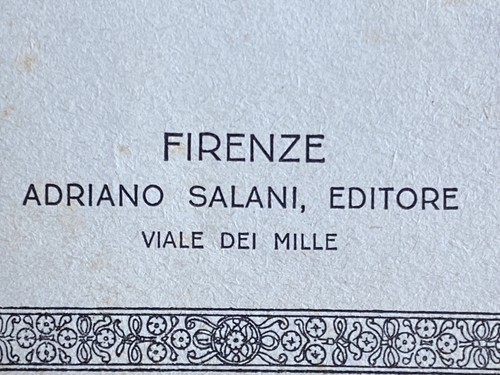 FIRENZE
ADRIANO SALANI, EDITORE
VIALE DEI MILLE